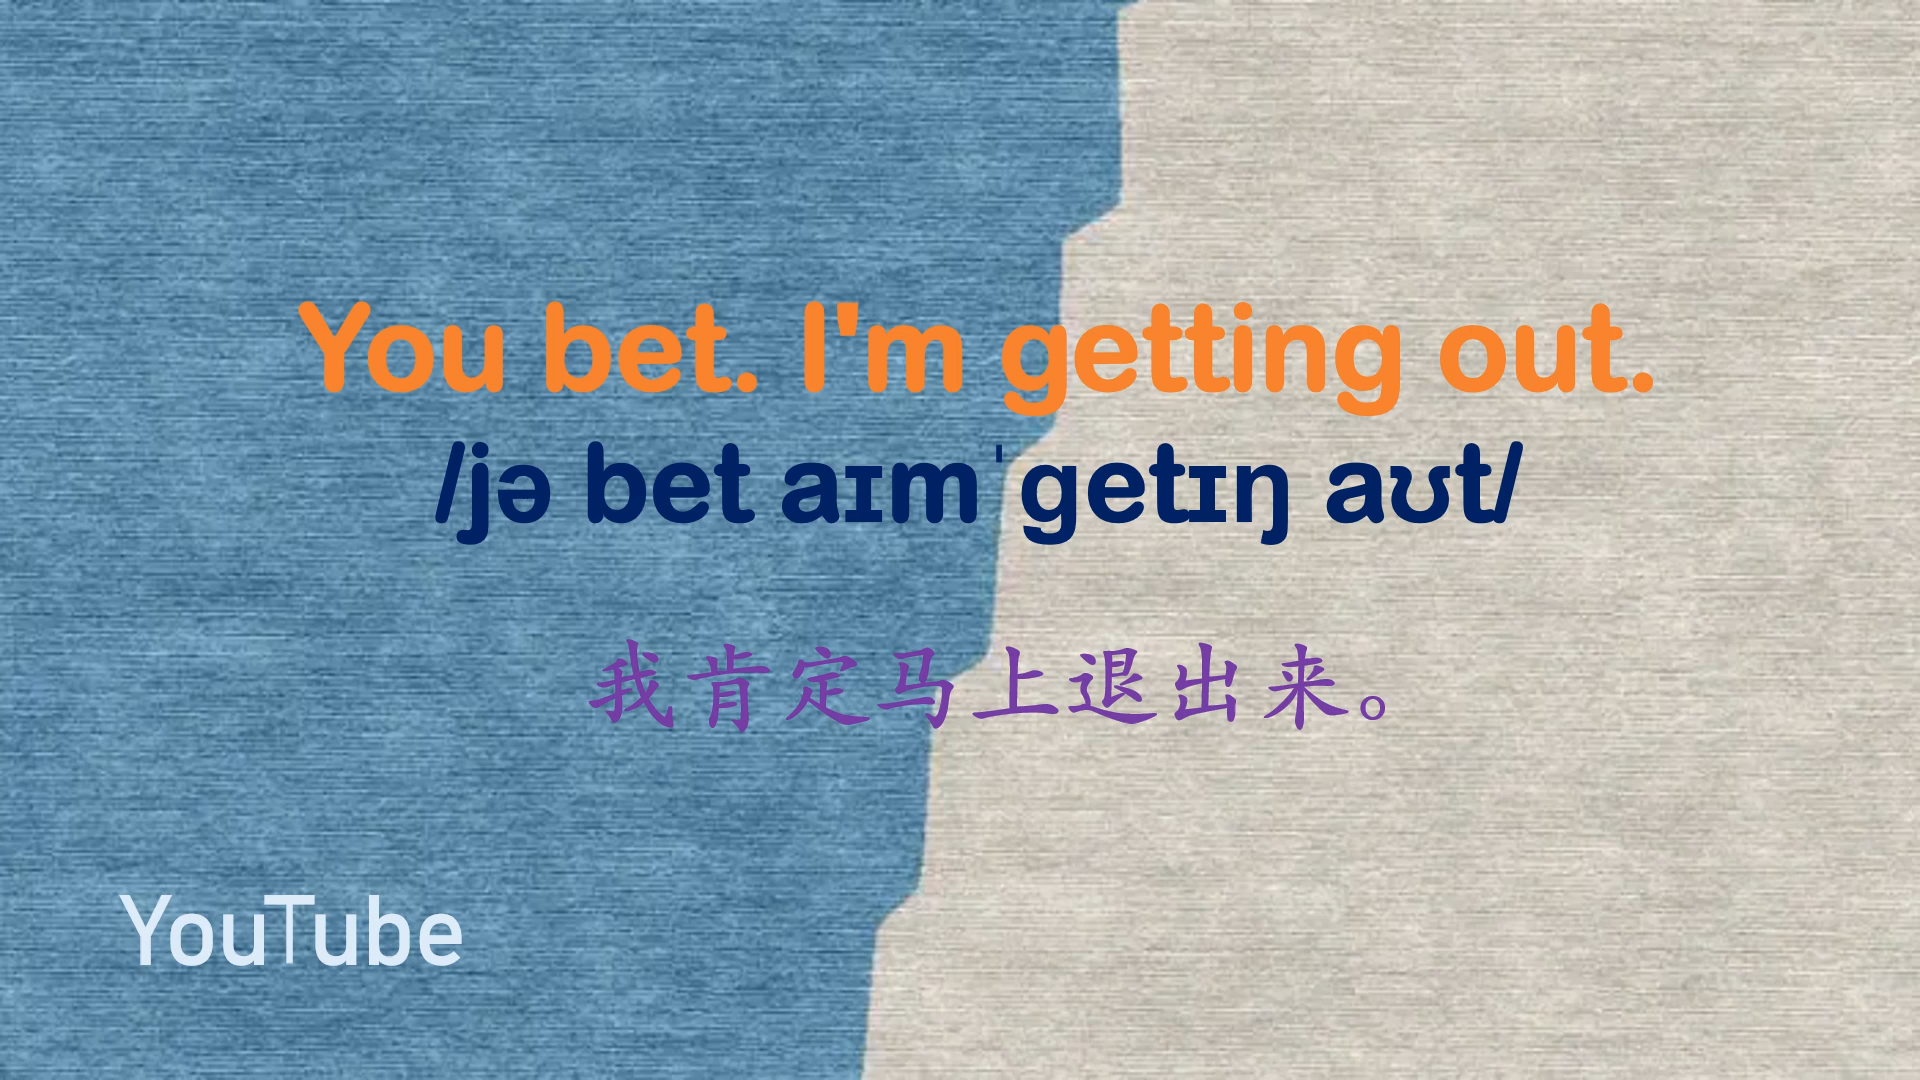 You bet. I'm getting out.
/jə bet aɪmˈgetɪŋ aʊt/
我肯定马上退出来。
YouTube